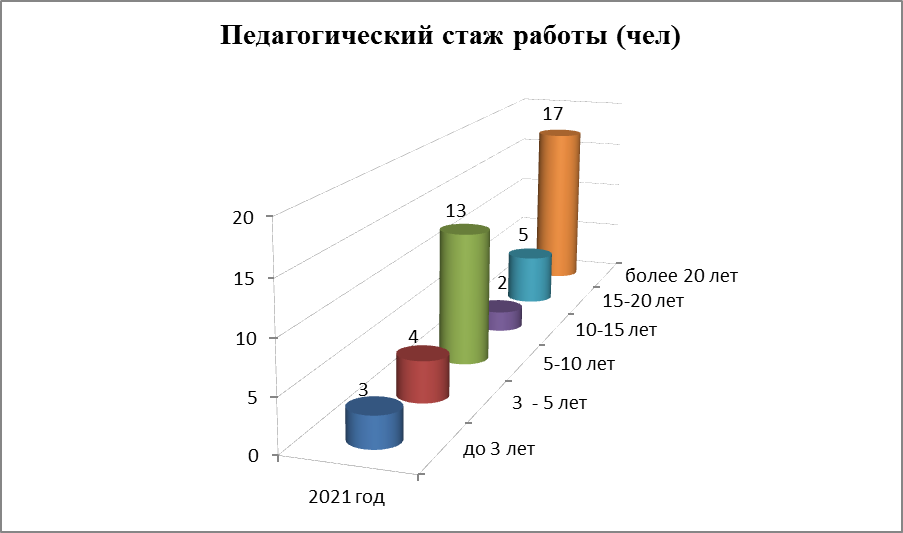 Педагогический стаж работы (чел)
17
13
5
2
4
3
20
15
10
5
0
более 20 лет
15-20 лет
10-15 лет
5-10 лет
3  - 5 лет
до 3 лет
2021 год